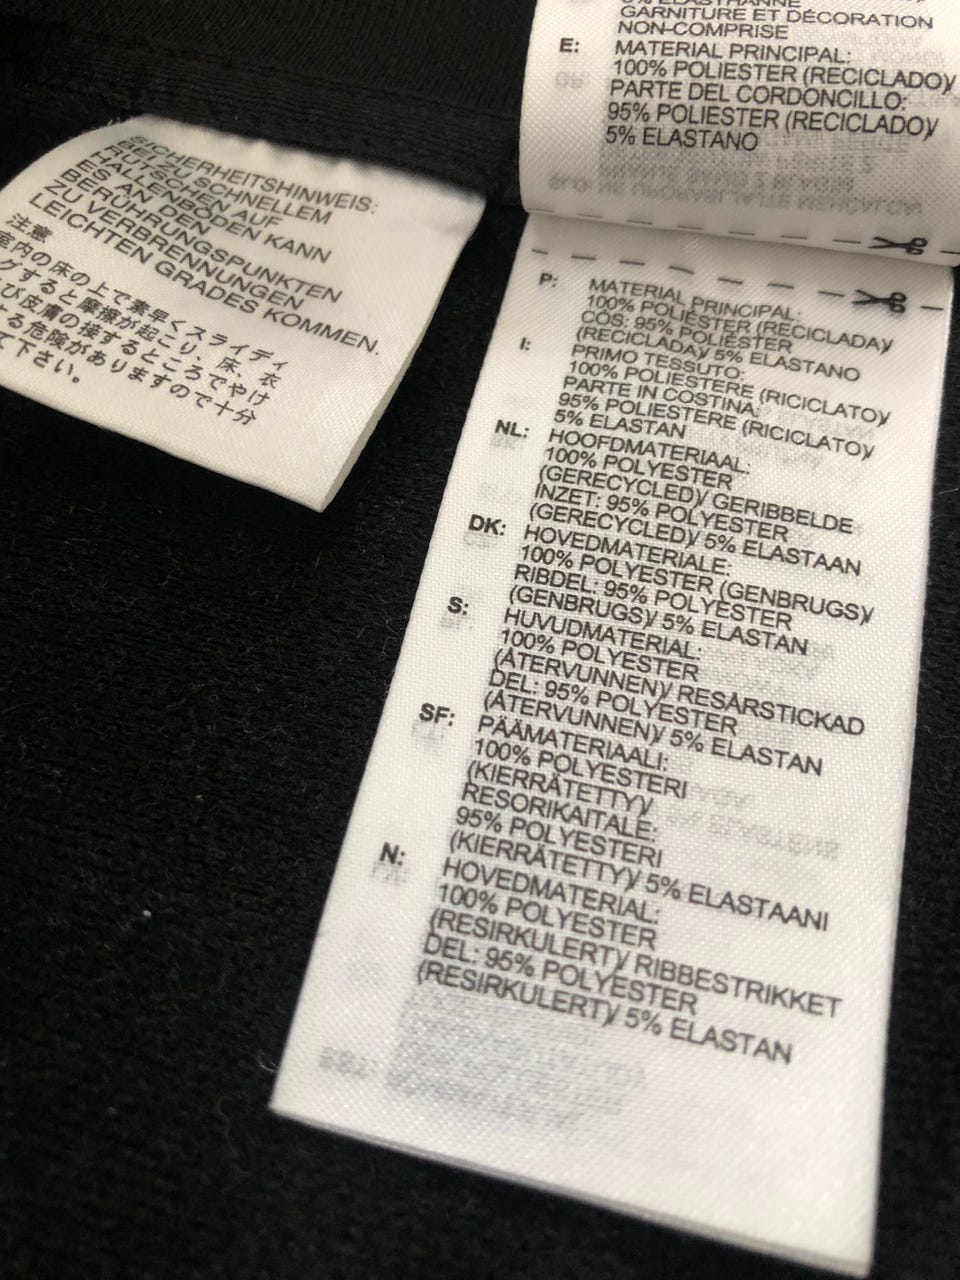 SICHERHEITSHINWEIS:
BEI ZU SCHNELLEM
RUTSCHEN AUF
HALLENBÖDEN KANN
ES AN DEN
BERÜHRUNGSPUNKTEN
ZU VERBRENNUNGEN
LEICHTEN GRADES KOMMEN.
注意
室内の床の上で素早くスライディ
グすると摩擦が起こり、床、衣
び皮膚の接するところでやけ
る危険がありますので十分
て下さい。
5% ÉLASTHANNE
GARNITURE ET DÉCORATION
NON-COMPRISE
E: MATERIAL PRINCIPAL:
100% POLIESTER (RECICLADO)/
PARTE DEL CORDONCILLO:
95% POLIESTER (RECICLADO)/
5% ELASTANO
P: MATERIAL PRINCIPAL:
100% POLIÉSTER (RECICLADA)/
CÓS: 95% POLIÉSTER
(RECICLADA)/ 5% ELASTANO
I: PRIMO TESSUTO:
100% POLIESTERE (RICICLATO)/
PARTE IN COSTINA:
95% POLIESTERE (RICICLATO)/
5% ELASTAN
NL: HOOFDMATERIAAL:
100% POLYESTER
(GERECYCLED)/ GERIBBELDE
INZET: 95% POLYESTER
(GERECYCLED)/ 5% ELASTAAN
DK: HOVEDMATERIALE:
100% POLYESTER (GENBRUGS)/
RIBDEL: 95% POLYESTER
(GENBRUGS)/ 5% ELASTAN
S: HUVUDMATERIAL:
100% POLYESTER
(ÅTERVUNNEN)/ RESÅRSTICKAD
DEL: 95% POLYESTER
(ÅTERVUNNEN)/ 5% ELASTAN
SF: PÄÄMATERIAALI:
100% POLYESTERI
(KIERRÄTETTY)/
RESORIKAITALE:
95% POLYESTERI
(KIERRÄTETTY)/ 5% ELASTAANI
N: HOVEDMATERIAL:
100% POLYESTER
(RESIRKULERT)/ RIBBESTRIKKET
DEL: 95% POLYESTER
(RESIRKULERT)/ 5% ELASTAN